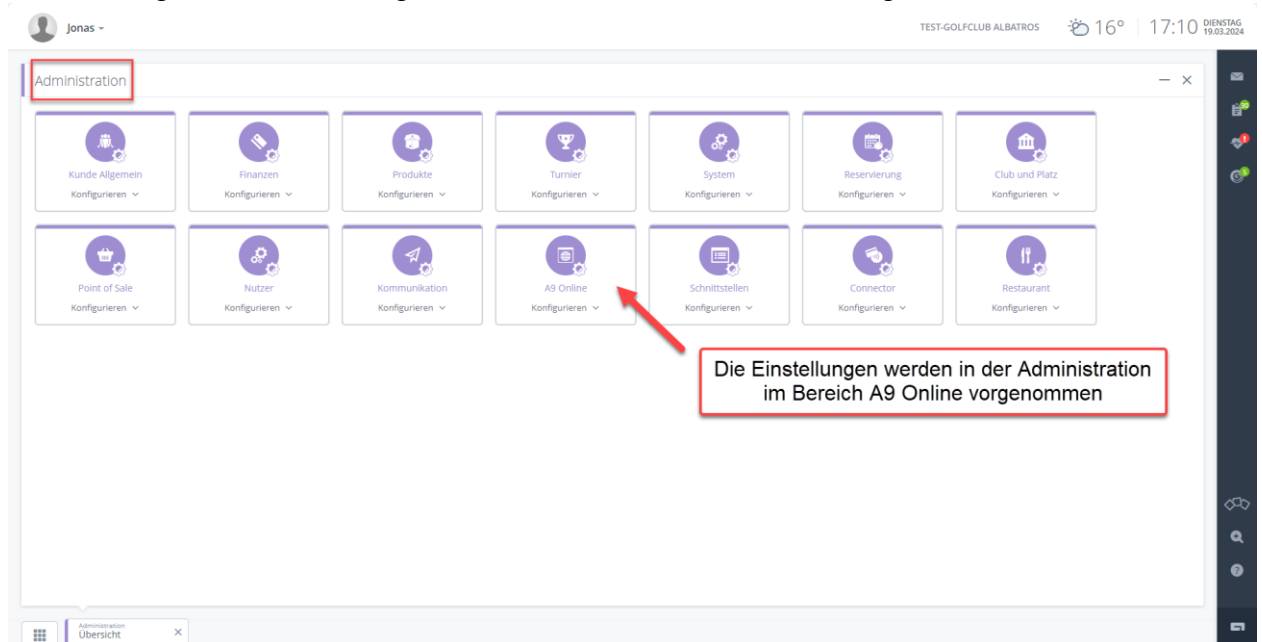 Jonas
TEST-GOLFCLUB ALBATROS
16°
17:10
DIENSTAG
19.03.2024
Administration
Kunde Allgemein
Konfigurieren
Finanzen
Konfigurieren
Produkte
Konfigurieren
Turnier
Konfigurieren
System
Konfigurieren
Reservierung
Konfigurieren
Club und Platz
Konfigurieren
Point of Sale
Konfigurieren
Nutzer
Konfigurieren
Kommunikation
Konfigurieren
A9 Online
Konfigurieren
Schnittstellen
Konfigurieren
Connector
Konfigurieren
Restaurant
Konfigurieren
Die Einstellungen werden in der Administration
im Bereich A9 Online vorgenommen
Administration
Übersicht